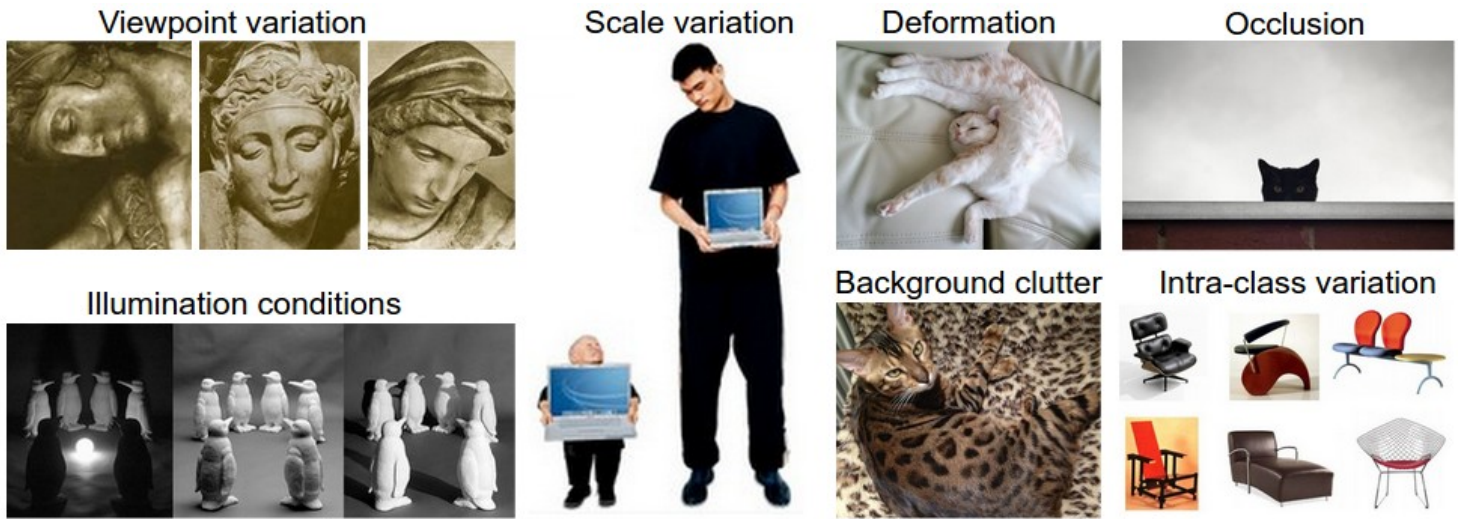 Viewpoint variation
Scale variation
Deformation
Occlusion
Illumination conditions
Background clutter
Intra-class variation